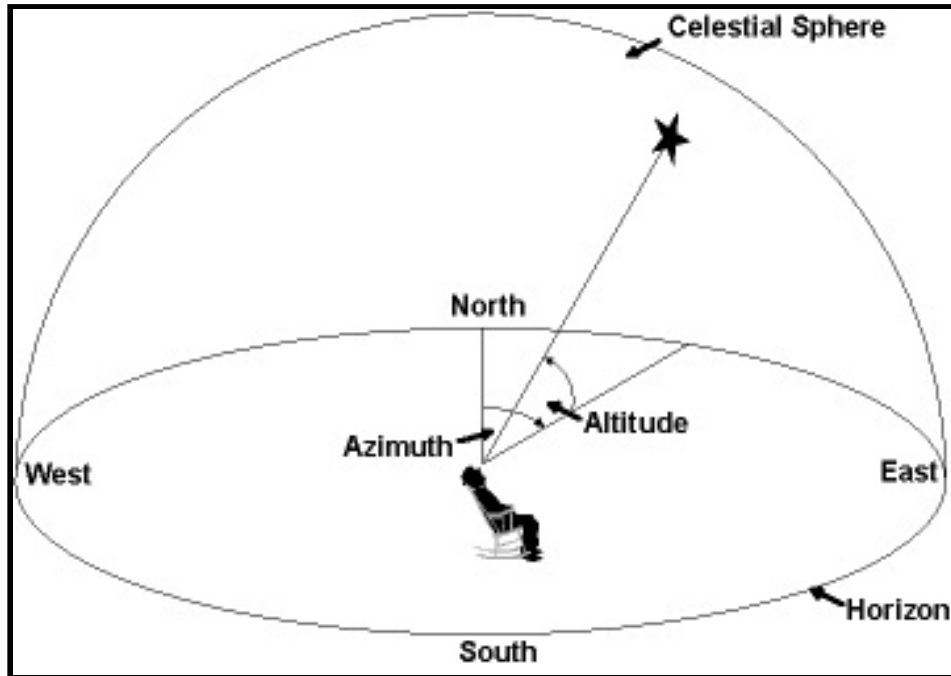 Celestial Sphere
North
Altitude
Azimuth
West
East
Horizon
South